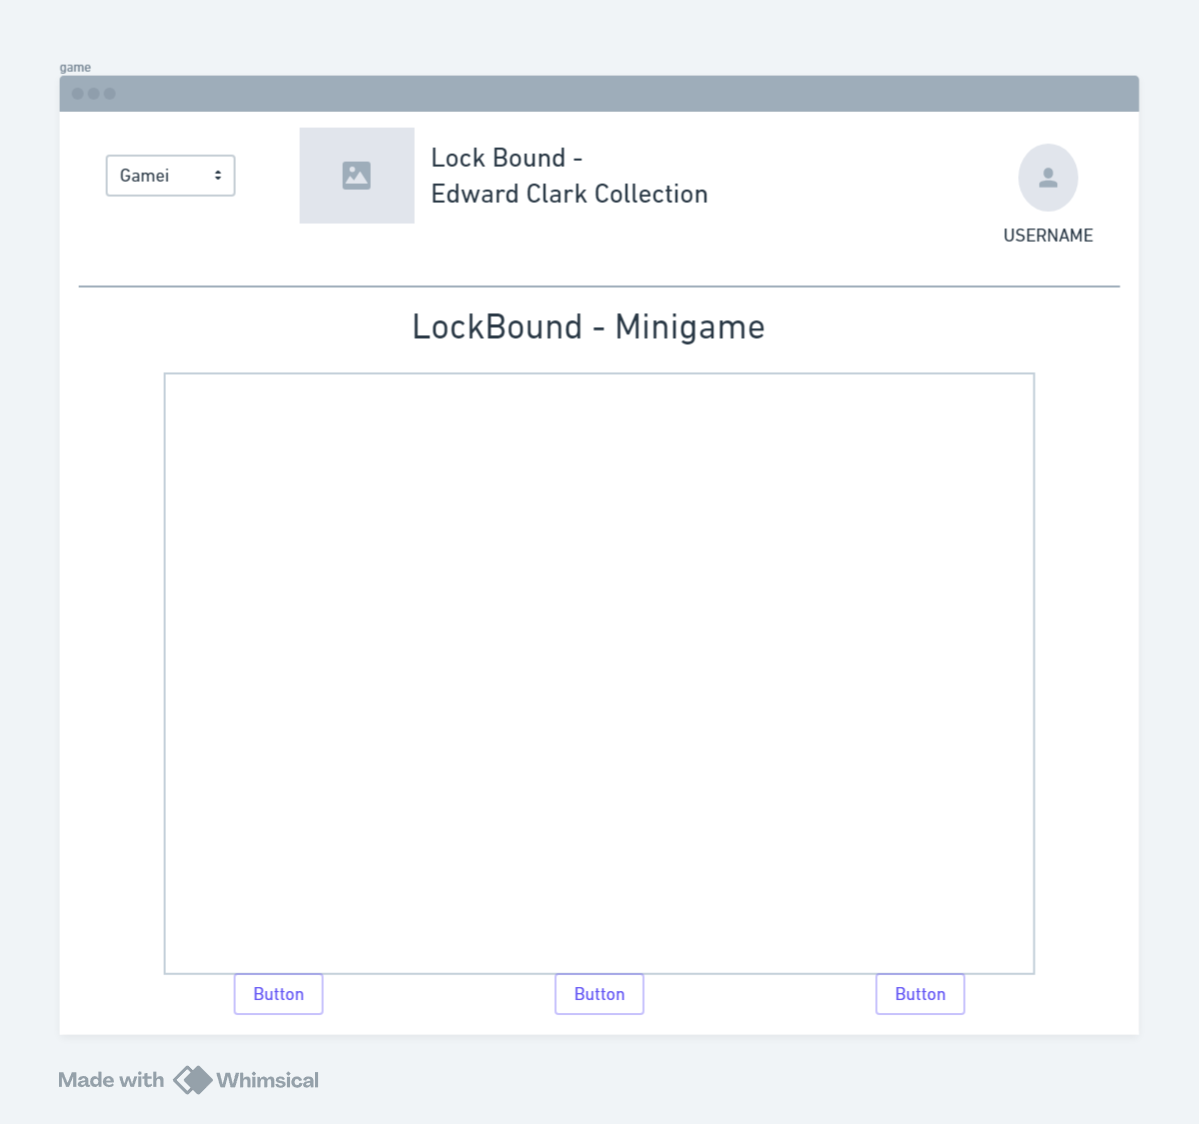 game
Gamei
Lock Bound -
Edward Clark Collection
USERNAME
LockBound - Minigame
Button
Button
Button
Made with Whimsical